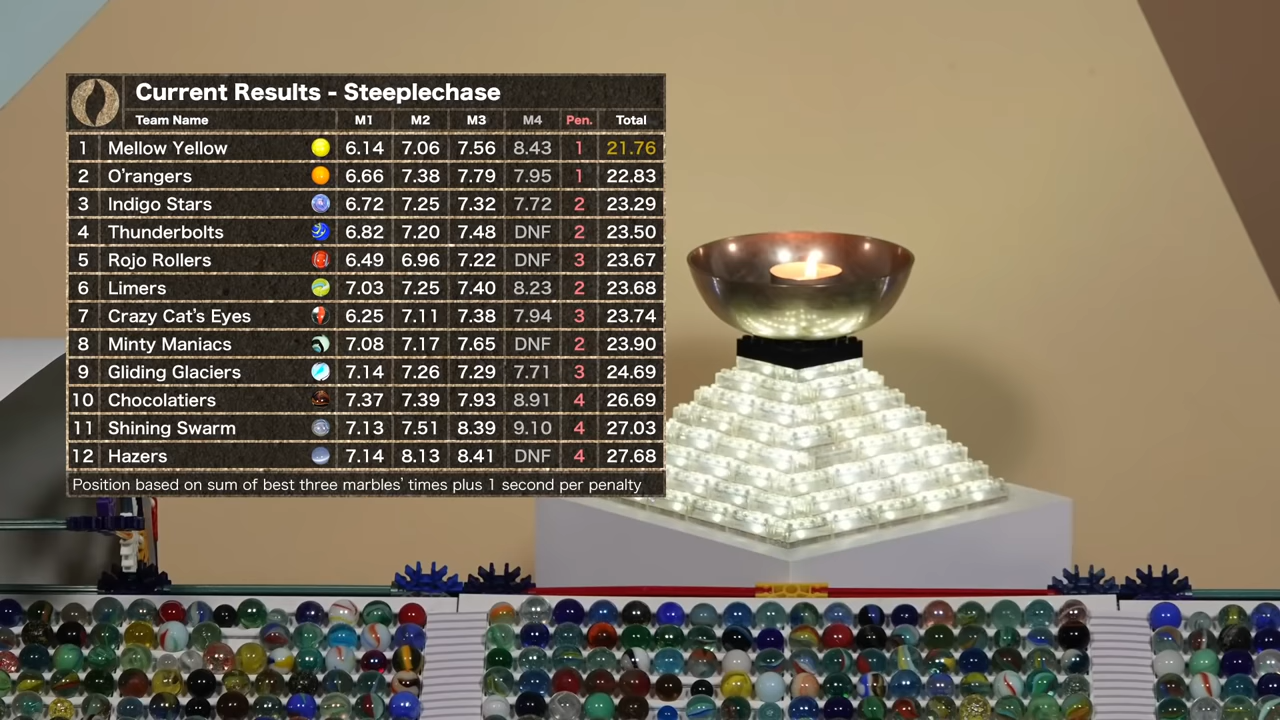 Current Results - Steeplechase
Team Name M1 M2 M3 M4 Pen. Total
1 Mellow Yellow 6.14 7.06 7.56 8.43 1 21.76
2 O'rangers 6.66 7.38 7.79 7.95 1 22.83
3 Indigo Stars 6.72 7.25 7.32 7.72 2 23.29
4 Thunderbolts 6.82 7.20 7.48 DNF 2 23.50
5 Rojo Rollers 6.49 6.96 7.22 DNF 3 23.67
6 Limers 7.03 7.25 7.40 8.23 2 23.68
7 Crazy Cat's Eyes 6.25 7.11 7.38 7.94 3 23.74
8 Minty Maniacs 7.08 7.17 7.65 DNF 2 23.90
9 Gliding Glaciers 7.14 7.26 7.29 7.71 3 24.69
10 Chocolatiers 7.37 7.39 7.93 8.91 4 26.69
11 Shining Swarm 7.13 7.51 8.39 9.10 4 27.03
12 Hazers 7.14 8.13 8.41 DNF 4 27.68
Position based on sum of best three marbles' times plus 1 second per penalty